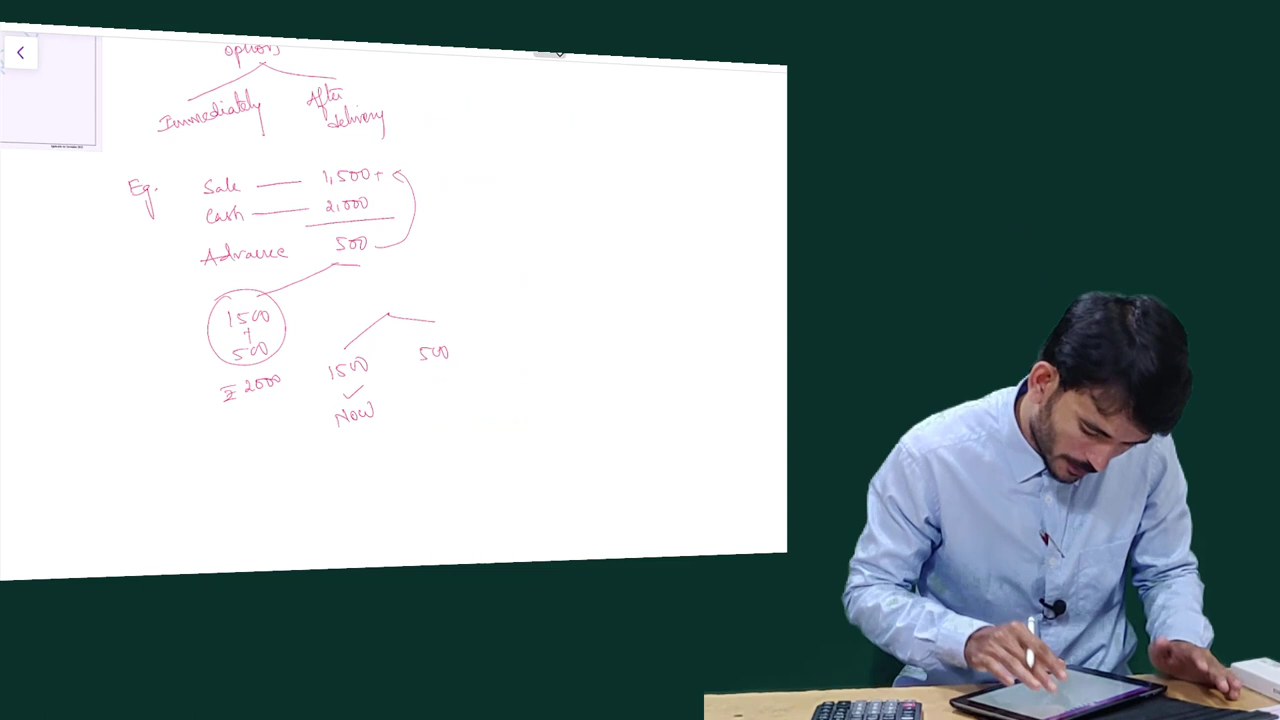 options
Immediately
After
delivery
Eg. Sale — 1,500 +
Cash — 2,000
Advance 500
1500
+
500
2000
1500 500
Now